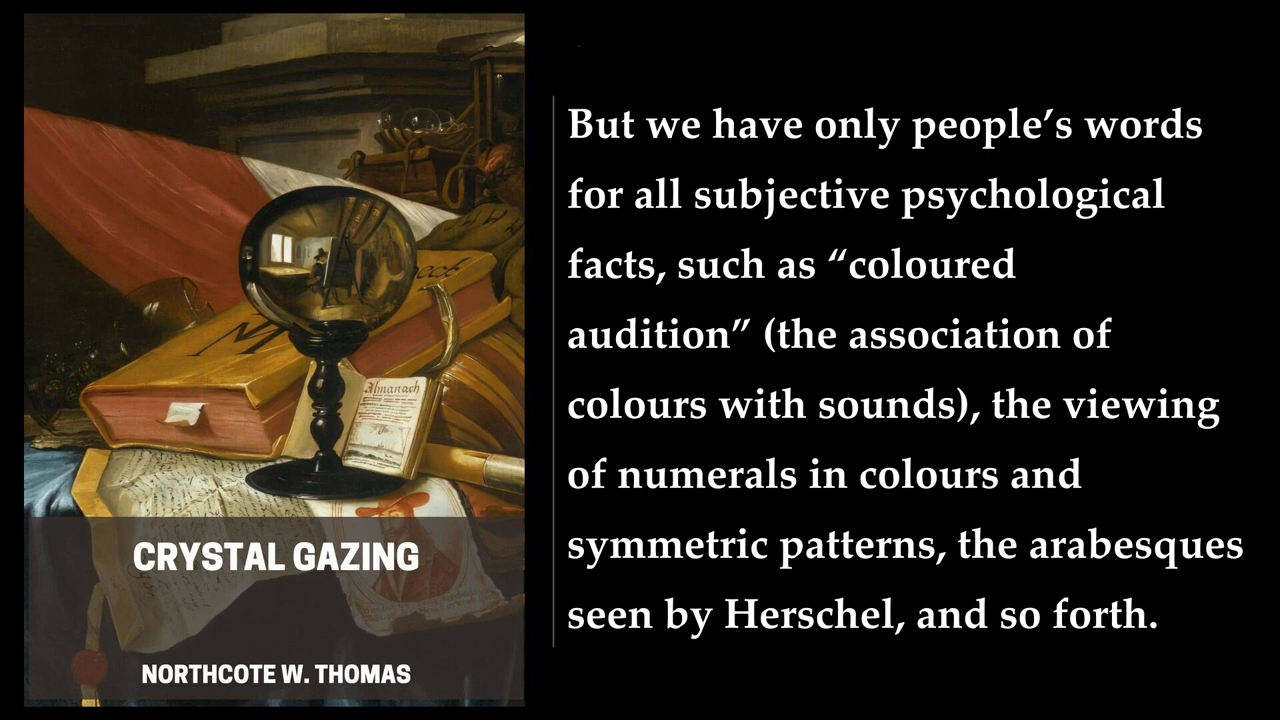 M
Almanach
CRYSTAL GAZING
NORTHCOTE W. THOMAS
But we have only people’s words
for all subjective psychological
facts, such as “coloured
audition” (the association of
colours with sounds), the viewing
of numerals in colours and
symmetric patterns, the arabesques
seen by Herschel, and so forth.